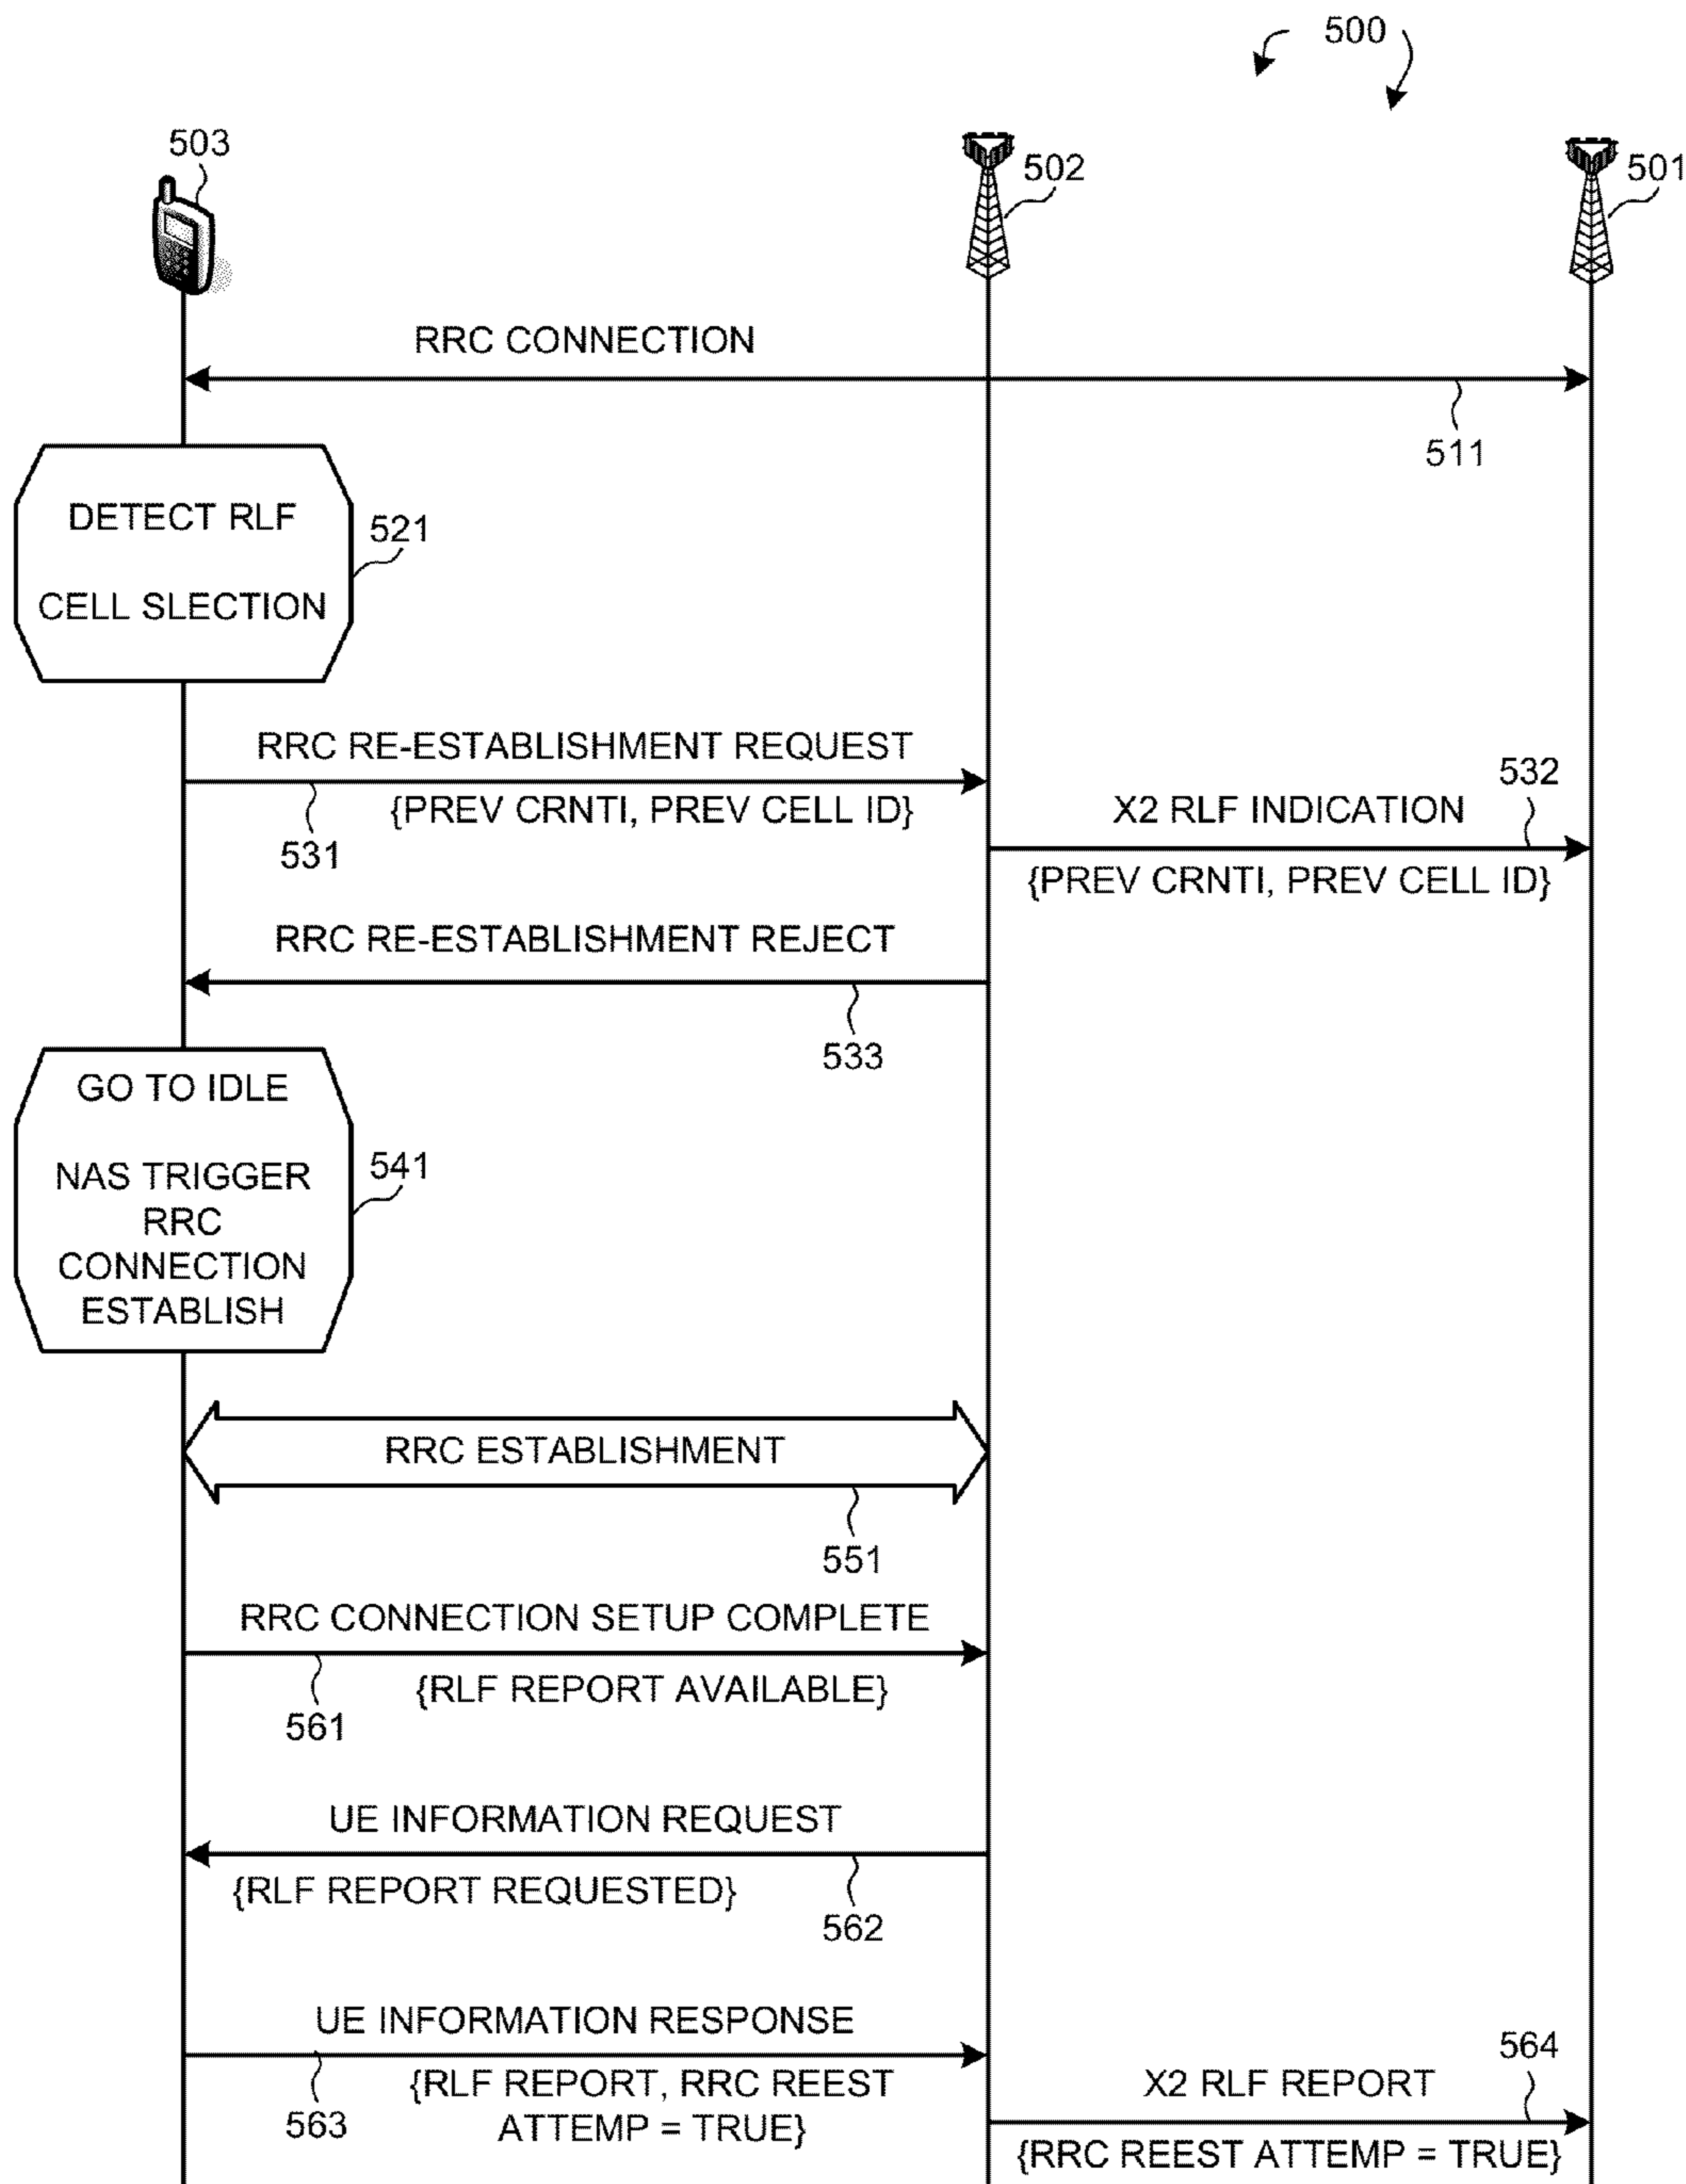 500
503
502
501
RRC CONNECTION
511
DETECT RLF
CELL SLECTION
521
RRC RE-ESTABLISHMENT REQUEST
{PREV CRNTI, PREV CELL ID}
531
532
X2 RLF INDICATION
{PREV CRNTI, PREV CELL ID}
RRC RE-ESTABLISHMENT REJECT
533
GO TO IDLE
NAS TRIGGER
RRC
CONNECTION
ESTABLISH
541
RRC ESTABLISHMENT
551
RRC CONNECTION SETUP COMPLETE
{RLF REPORT AVAILABLE}
561
UE INFORMATION REQUEST
{RLF REPORT REQUESTED}
562
UE INFORMATION RESPONSE
{RLF REPORT, RRC REEST
ATTEMP = TRUE}
563
564
X2 RLF REPORT
{RRC REEST ATTEMP = TRUE}